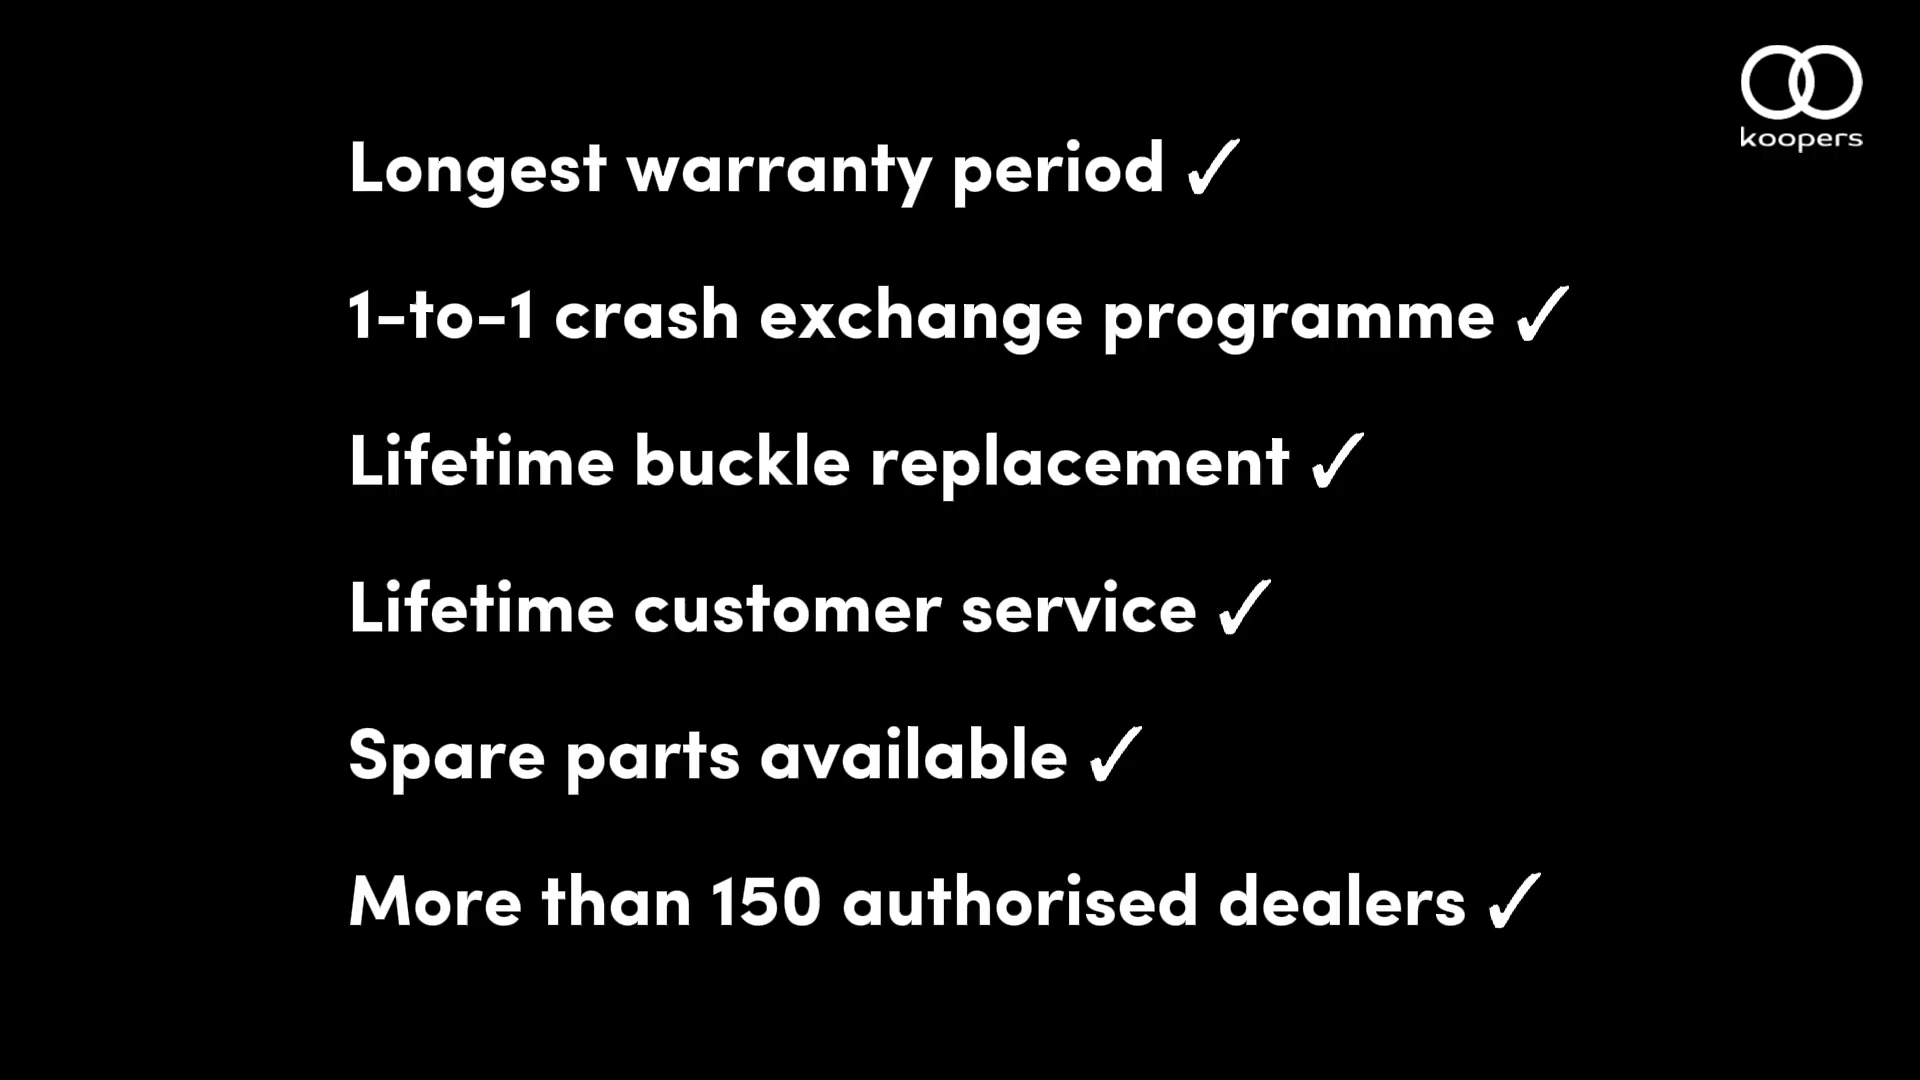 koopers
Longest warranty period ✓
1-to-1 crash exchange programme ✓
Lifetime buckle replacement ✓
Lifetime customer service ✓
Spare parts available ✓
More than 150 authorised dealers ✓